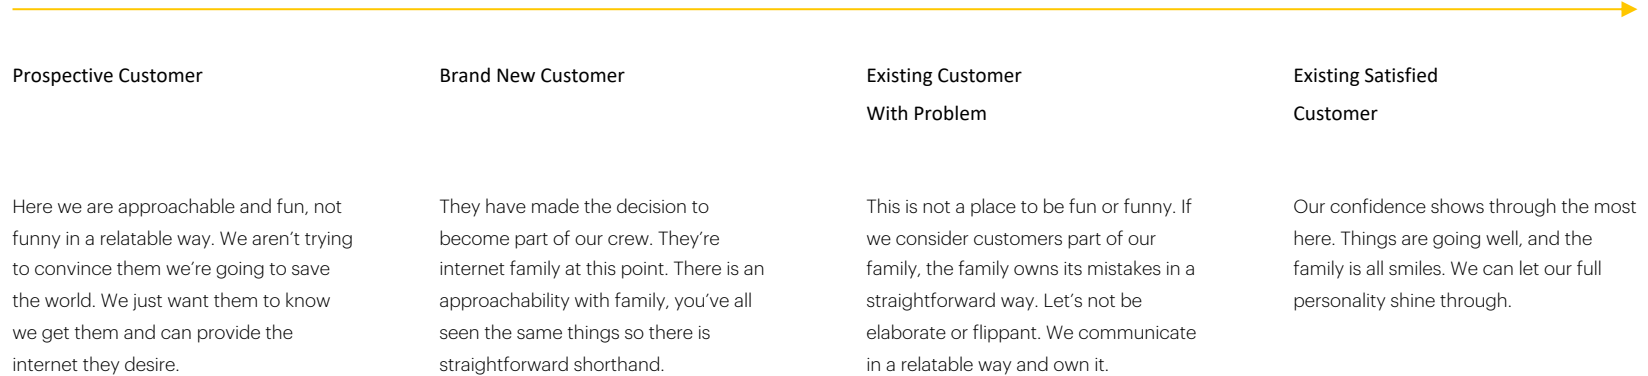 Prospective Customer
Here we are approachable and fun, not
funny in a relatable way. We aren’t trying
to convince them we’re going to save
the world. We just want them to know
we get them and can provide the
internet they desire.
Brand New Customer
They have made the decision to
become part of our crew. They’re
internet family at this point. There is an
approachability with family, you’ve all
seen the same things so there is
straightforward shorthand.
Existing Customer
With Problem
This is not a place to be fun or funny. If
we consider customers part of our
family, the family owns its mistakes in a
straightforward way. Let’s not be
elaborate or flippant. We communicate
in a relatable way and own it.
Existing Satisfied
Customer
Our confidence shows through the most
here. Things are going well, and the
family is all smiles. We can let our full
personality shine through.